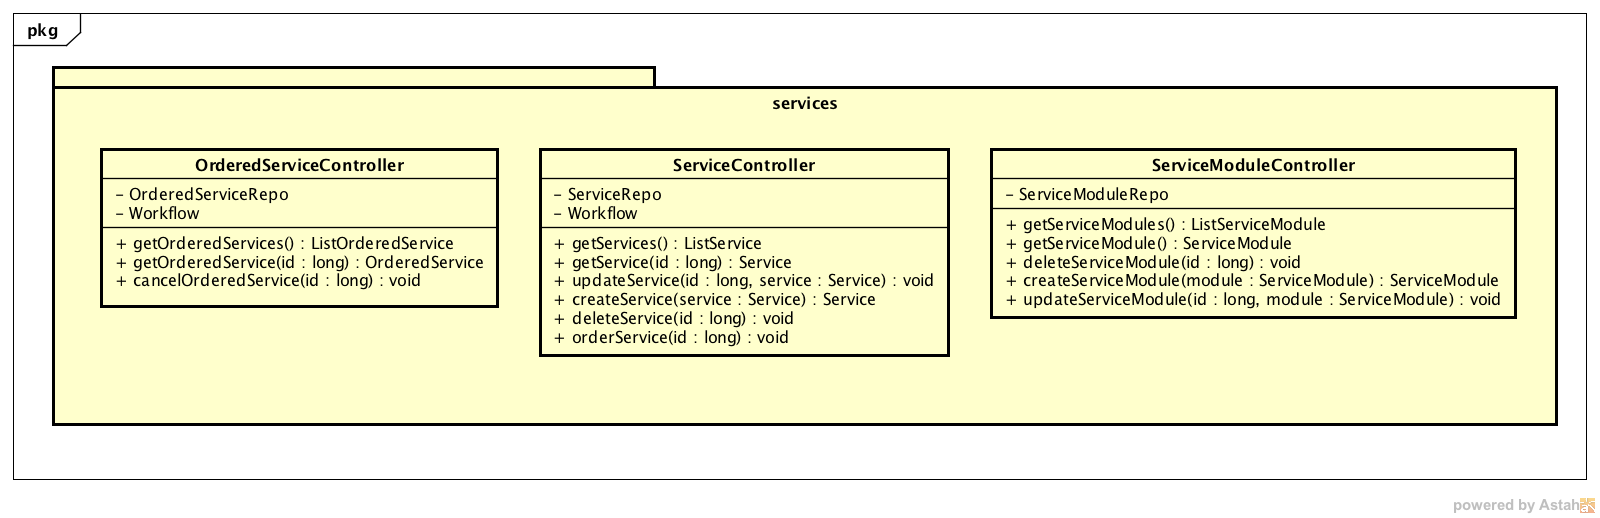 pkg
services
OrderedServiceController
- OrderedServiceRepo
- Workflow
+ getOrderedServices() : ListOrderedService
+ getOrderedService(id : long) : OrderedService
+ cancelOrderedService(id : long) : void
ServiceController
- ServiceRepo
- Workflow
+ getServices() : ListService
+ getService(id : long) : Service
+ updateService(id : long, service : Service) : void
+ createService(service : Service) : Service
+ deleteService(id : long) : void
+ orderService(id : long) : void
ServiceModuleController
- ServiceModuleRepo
+ getServiceModules() : ListServiceModule
+ getServiceModule() : ServiceModule
+ deleteServiceModule(id : long) : void
+ createServiceModule(module : ServiceModule) : ServiceModule
+ updateServiceModule(id : long, module : ServiceModule) : void
powered by Astah